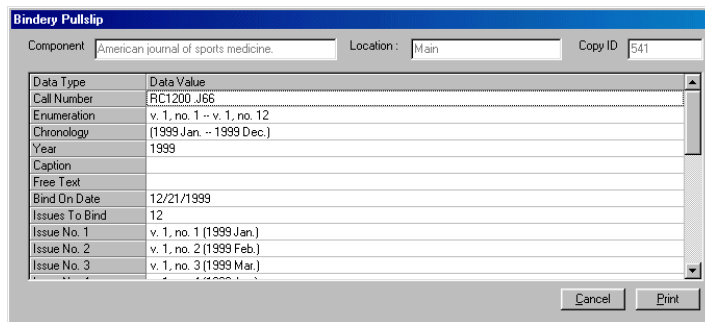 Bindery Pullslip
Component American journal of sports medicine. Location : Main Copy ID 541
Data Type Data Value
Call Number RC1200 .J66
Enumeration v. 1, no. 1 -- v. 1, no. 12
Chronology (1999 Jan. -- 1999 Dec.)
Year 1999
Caption
Free Text
Bind On Date 12/21/1999
Issues To Bind 12
Issue No. 1 v. 1, no. 1 (1999 Jan.)
Issue No. 2 v. 1, no. 2 (1999 Feb.)
Issue No. 3 v. 1, no. 3 (1999 Mar.)
Cancel Print